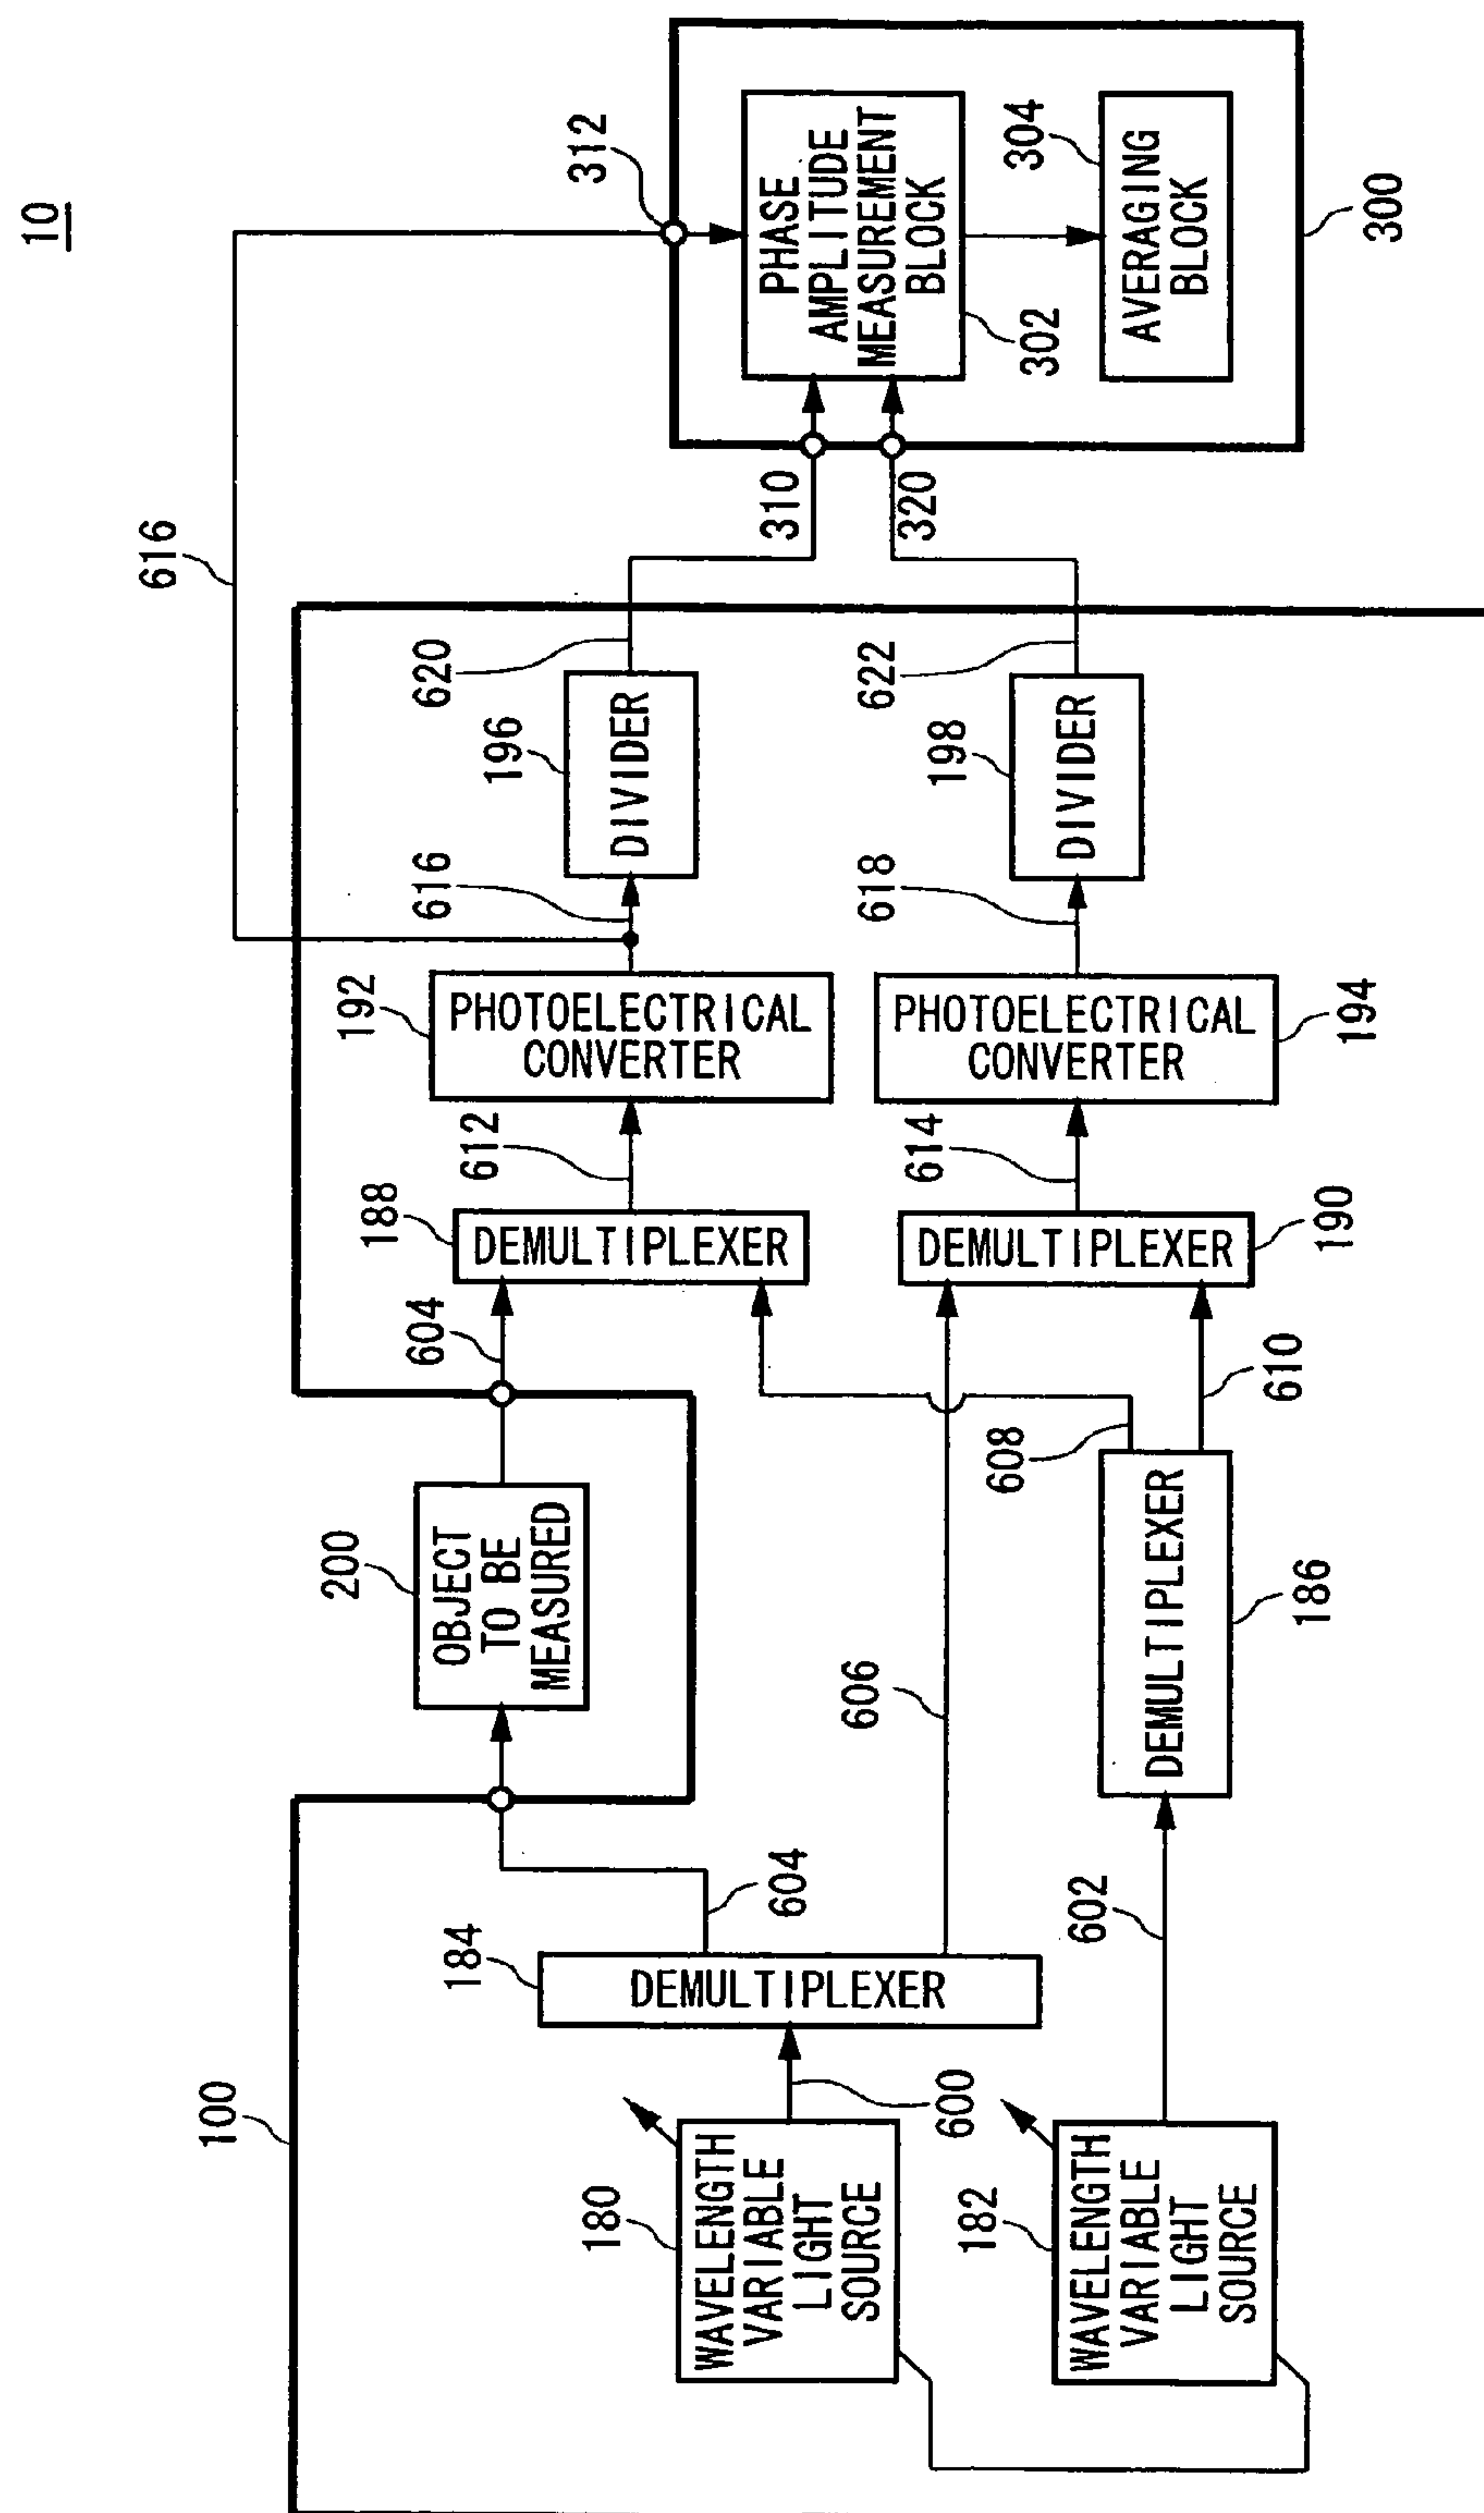 10
100
180
WAVELENGTH
VARIABLE
LIGHT
SOURCE
600
182
WAVELENGTH
VARIABLE
LIGHT
SOURCE
184
DEMULTIPLEXER
604
606
602
200
OBJECT
TO BE
MEASURED
604
186
DEMULTIPLEXER
608
610
188
DEMULTIPLEXER
190
DEMULTIPLEXER
612
614
192
PHOTOELECTRICAL
CONVERTER
194
PHOTOELECTRICAL
CONVERTER
616
618
196
DIVIDER
198
DIVIDER
620
622
616
310
320
312
PHASE
AMPLITUDE
MEASUREMENT
BLOCK
302
304
AVERAGING
BLOCK
300